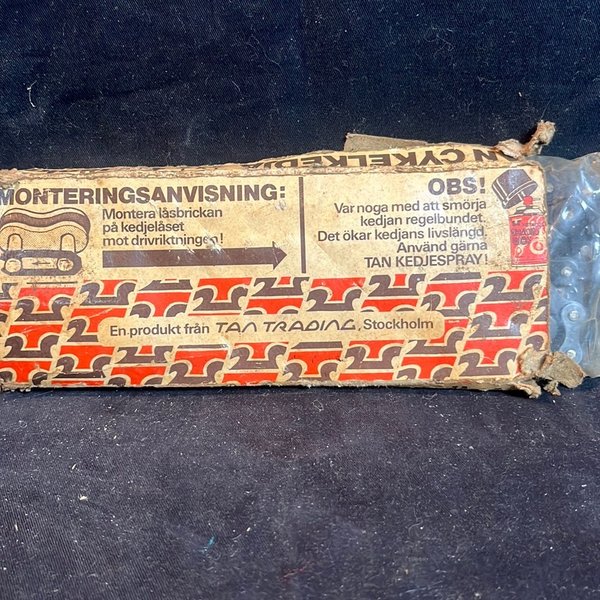 N CYKELKEDJ
MONTERINGSANVISNING:
Montera låsbrickan
på kedjelåset
mot drivriktningen!
OBS!
Var noga med att smörja
kedjan regelbundet.
Det ökar kedjans livslängd.
Använd gärna
TAN KEDJESPRAY!
En produkt från TAN TRADING, Stockholm